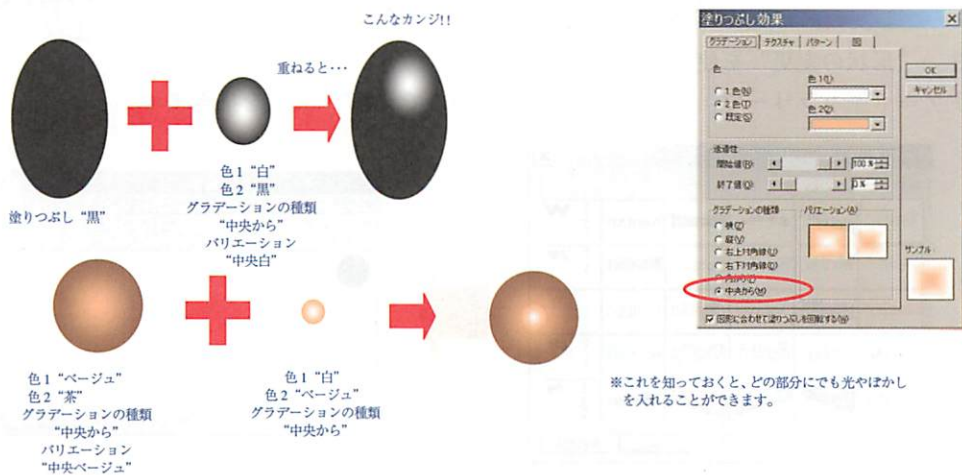 こんなカンジ!!
重ねると…
色1 “白”
色2 “黒”
グラデーションの種類
“中央から”
バリエーション
“中央白”
塗りつぶし “黒”
色1 “ベージュ”
色2 “茶”
グラデーションの種類
“中央から”
バリエーション
“中央ベージュ”
色1 “白”
色2 “ベージュ”
グラデーションの種類
“中央から”
塗りつぶし効果
グラデーション テクスチャ パターン 図
色
1色(N)
2色(T)
既定(S)
色1(1)
色2(2)
OK
キャンセル
透過性
開始値(R) 100 %
終了値(O) 0 %
グラデーションの種類
横(Z)
縦(V)
右上対角線(U)
右下対角線(D)
中央から(M)
バリエーション(A)
サンプル
図形に合わせて塗りつぶしを回転する(W)
※これを知っておくと、どの部分にでも光やぼかし
を入れることができます。